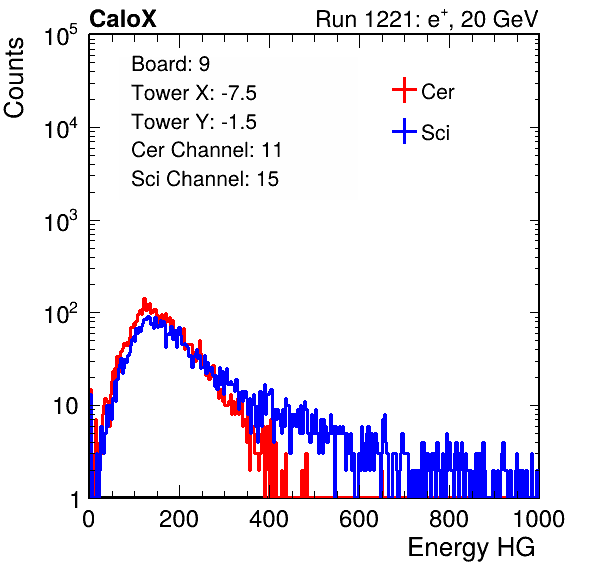 CaloX Run 1221: e⁺, 20 GeV
Counts
10⁵
10⁴
10³
10²
10
1
Board: 9
Tower X: -7.5
Tower Y: -1.5
Cer Channel: 11
Sci Channel: 15
Cer
Sci
0 200 400 600 800 1000
Energy HG